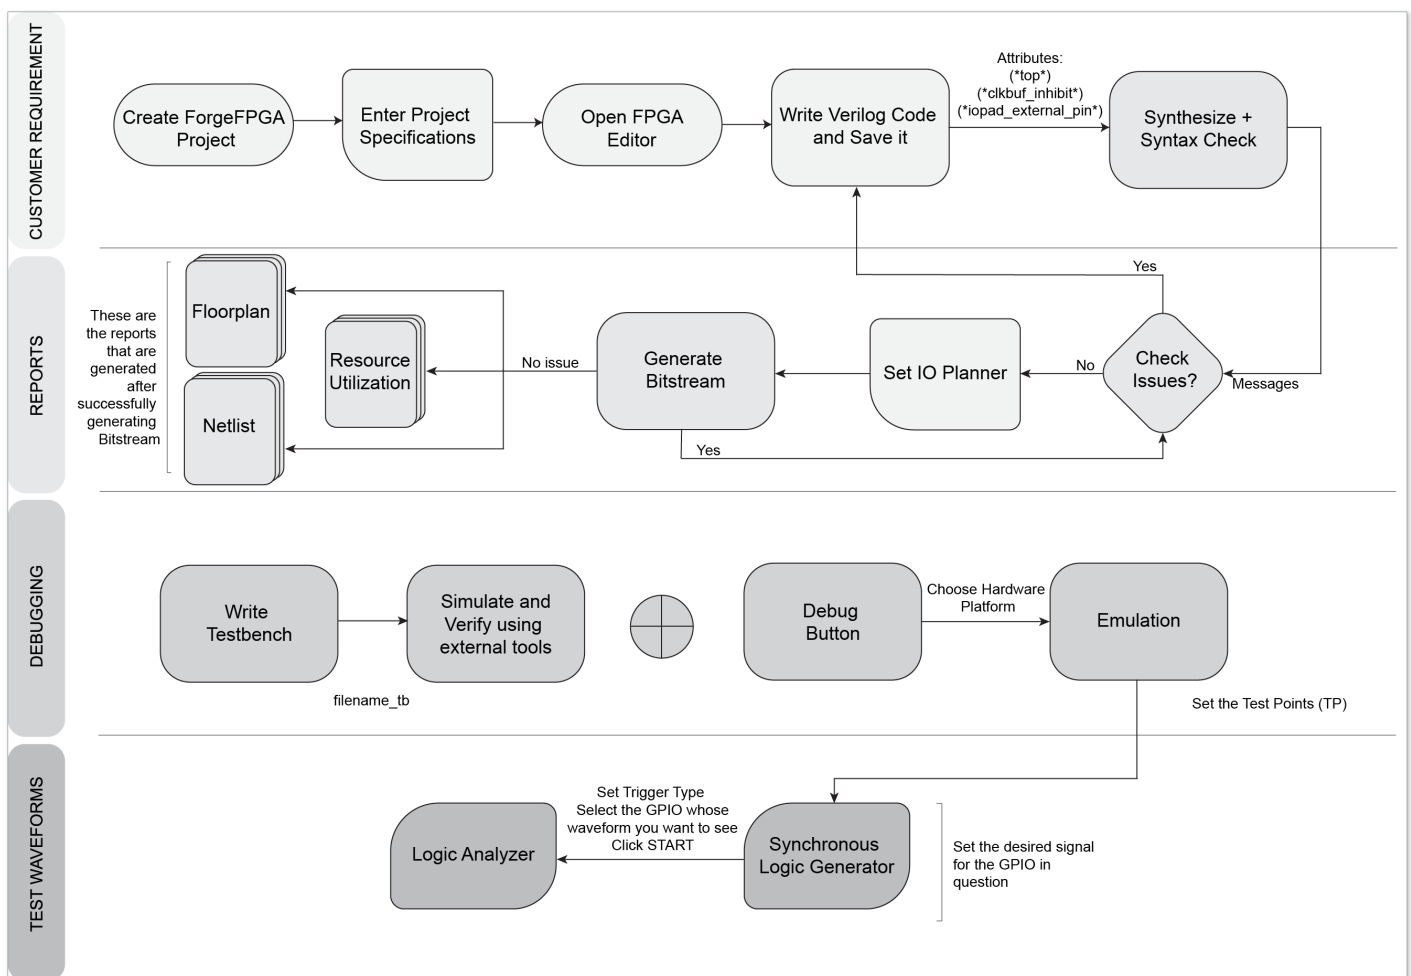 CUSTOMER REQUIREMENT
Create ForgeFPGA
Project
Enter Project
Specifications
Open FPGA
Editor
Write Verilog Code
and Save it
Attributes:
(*top*)
(*clkbuf_inhibit*)
(*iopad_external_pin*)
Synthesize +
Syntax Check
REPORTS
These are
the reports
that are
generated
after
successfully
generating
Bitstream
Floorplan
Netlist
Resource
Utilization
No issue
Generate
Bitstream
Yes
Set IO Planner
No
Check
Issues?
Yes
Messages
DEBUGGING
Write
Testbench
filename_tb
Simulate and
Verify using
external tools
Debug
Button
Choose Hardware
Platform
Emulation
Set the Test Points (TP)
TEST WAVEFORMS
Logic Analyzer
Set Trigger Type
Select the GPIO whose
waveform you want to see
Click START
Synchronous
Logic Generator
Set the desired signal
for the GPIO in
question